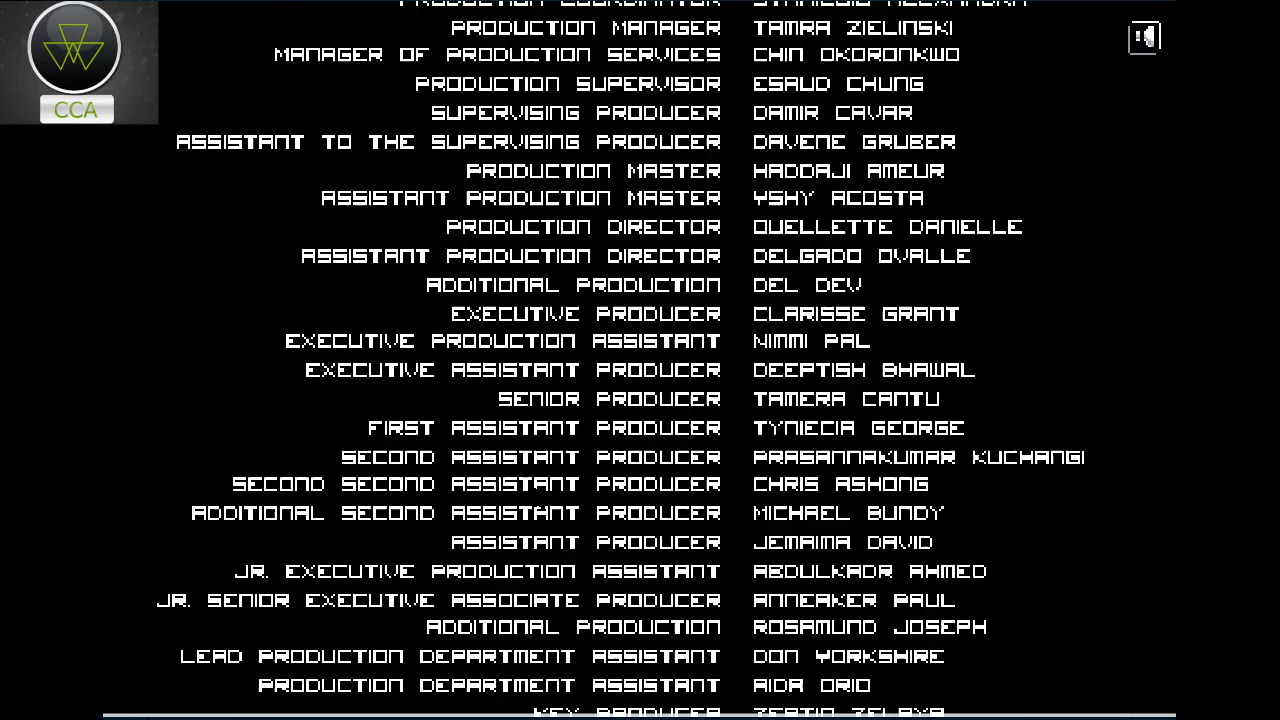 PRODUCTION COORDINATOR
PRODUCTION MANAGER TAMRA ZIELINSKI
MANAGER OF PRODUCTION SERVICES CHIN OKORONKWO
PRODUCTION SUPERVISOR ESAUD CHUNG
SUPERVISING PRODUCER DAMIR CAVAR
ASSISTANT TO THE SUPERVISING PRODUCER DAVENE GRUBER
PRODUCTION MASTER HADDAJI AMEUR
ASSISTANT PRODUCTION MASTER YSHY ACOSTA
PRODUCTION DIRECTOR OUELLETTE DANIELLE
ASSISTANT PRODUCTION DIRECTOR DELGADO OVALLE
ADDITIONAL PRODUCTION DEL DEV
EXECUTIVE PRODUCER CLARISSE GRANT
EXECUTIVE PRODUCTION ASSISTANT NIMMI PAL
EXECUTIVE ASSISTANT PRODUCER DEEPTISH BHAWAL
SENIOR PRODUCER TAMERA CANTU
FIRST ASSISTANT PRODUCER TYNIECIA GEORGE
SECOND ASSISTANT PRODUCER PRASANNAKUMAR KUCHANGI
SECOND SECOND ASSISTANT PRODUCER CHRIS ASHONG
ADDITIONAL SECOND ASSISTANT PRODUCER MICHAEL BUNDY
ASSISTANT PRODUCER JEMAIMA DAVID
JR. EXECUTIVE PRODUCTION ASSISTANT ABDULKADR AHMED
JR. SENIOR EXECUTIVE ASSOCIATE PRODUCER ANNEAKER PAUL
ADDITIONAL PRODUCTION ROSAMUND JOSEPH
LEAD PRODUCTION DEPARTMENT ASSISTANT DON YORKSHIRE
PRODUCTION DEPARTMENT ASSISTANT AIDA ORIO
KEY PRODUCER
CCA